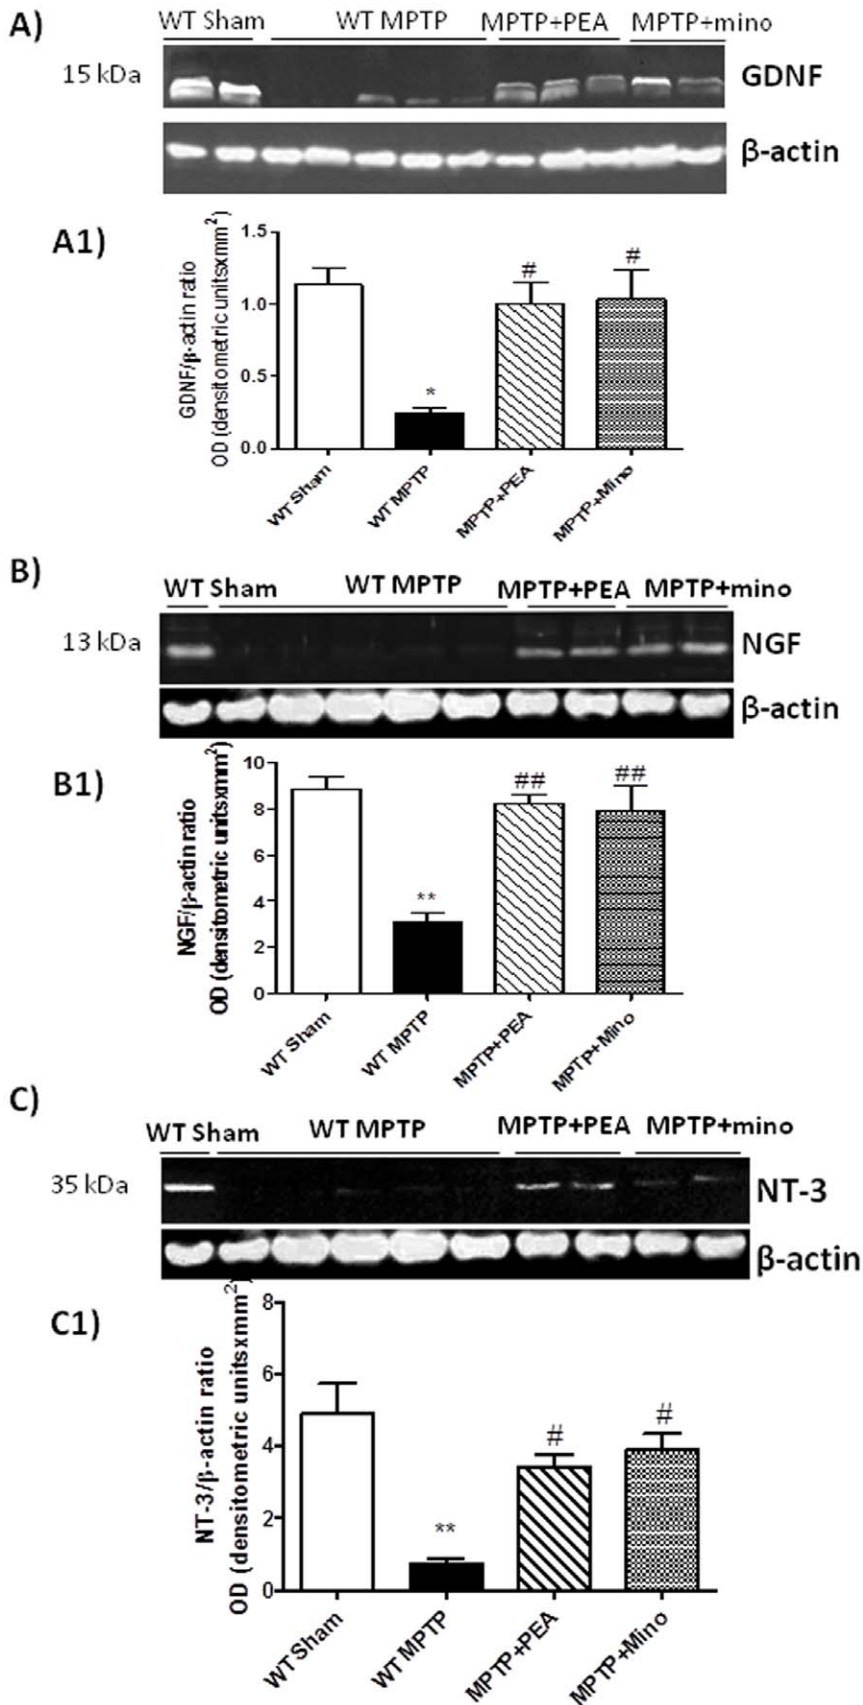 A)
WT Sham WT MPTP MPTP+PEA MPTP+mino
15 kDa GDNF
β-actin
A1)
GDNF/β-actin ratio
OD (densitometric unitsxmm²)
1.5
1.0
0.5
0.0
*
#
#
WT Sham
WT MPTP
MPTP+PEA
MPTP+Mino
B)
WT Sham WT MPTP MPTP+PEA MPTP+mino
13 kDa NGF
β-actin
B1)
NGF/β-actin ratio
OD (densitometric unitsxmm²)
10
8
6
4
2
0
**
##
##
WT Sham
WT MPTP
MPTP+PEA
MPTP+Mino
C)
WT Sham WT MPTP MPTP+PEA MPTP+mino
35 kDa NT-3
β-actin
C1)
NT-3/β-actin ratio
OD (densitometric unitsxmm²)
8
6
4
2
0
**
#
#
WT Sham
WT MPTP
MPTP+PEA
MPTP+Mino